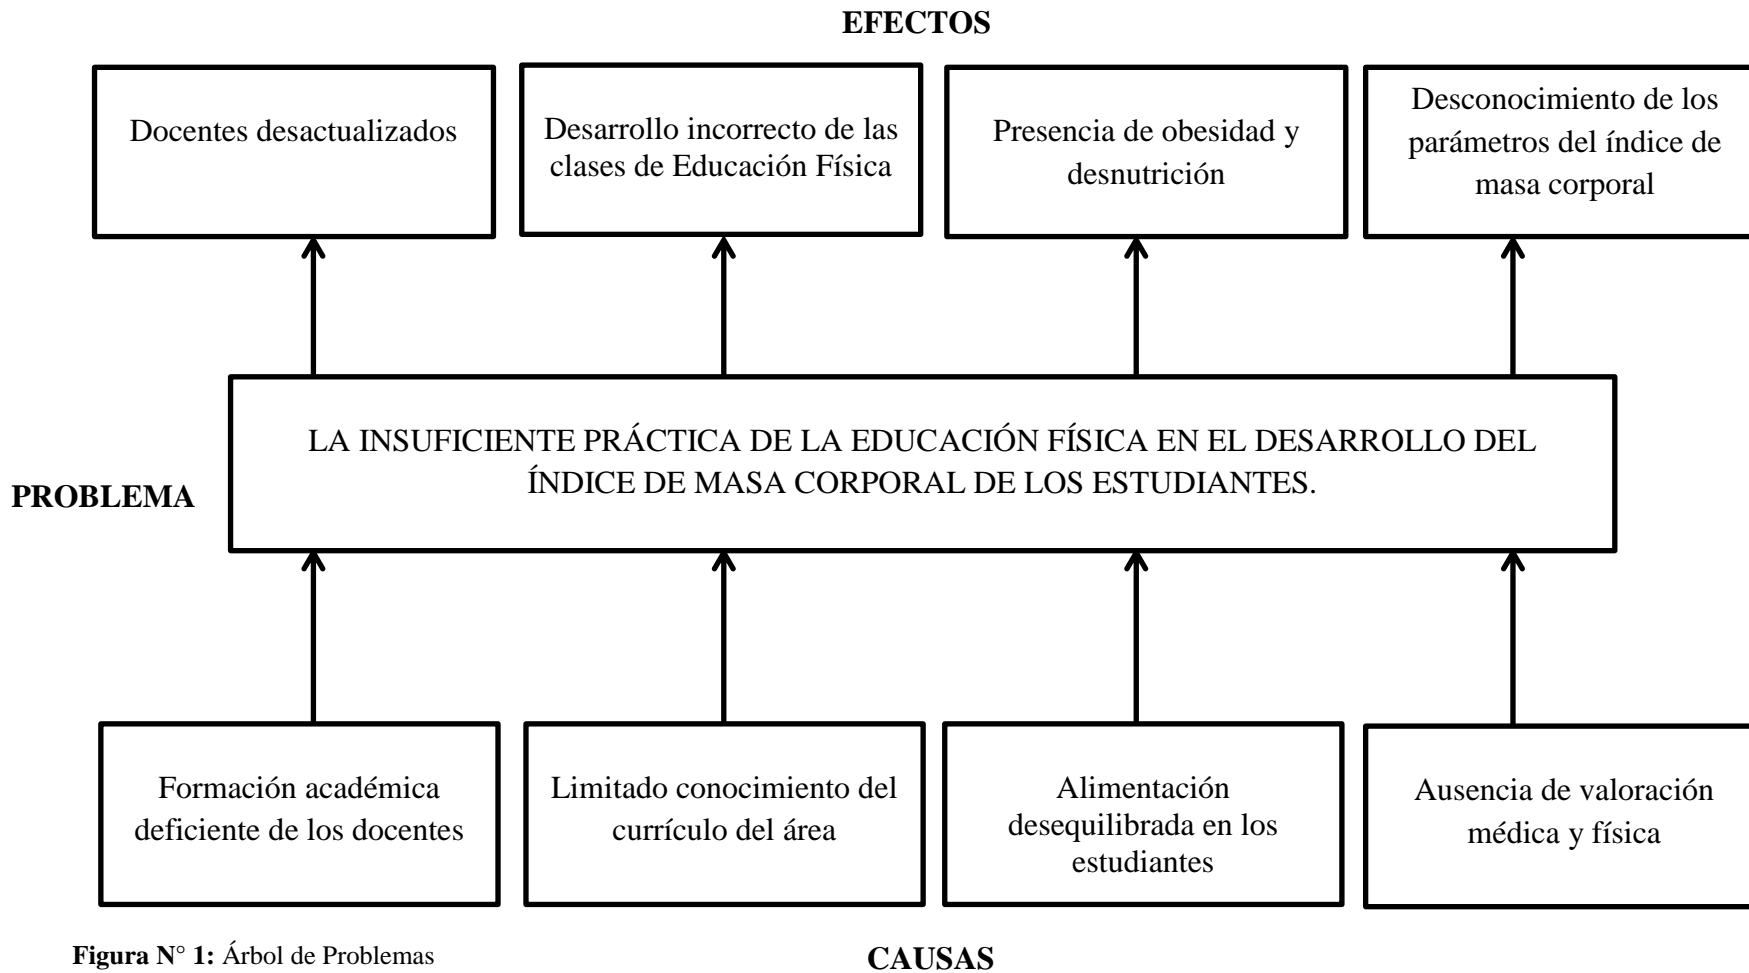 EFECTOS
Docentes desactualizados
Desarrollo incorrecto de las
clases de Educación Física
Presencia de obesidad y
desnutrición
Desconocimiento de los
parámetros del índice de
masa corporal
PROBLEMA
LA INSUFICIENTE PRÁCTICA DE LA EDUCACIÓN FÍSICA EN EL DESARROLLO DEL
ÍNDICE DE MASA CORPORAL DE LOS ESTUDIANTES.
Formación académica
deficiente de los docentes
Limitado conocimiento del
currículo del área
Alimentación
desequilibrada en los
estudiantes
Ausencia de valoración
médica y física
Figura N° 1: Árbol de Problemas
CAUSAS